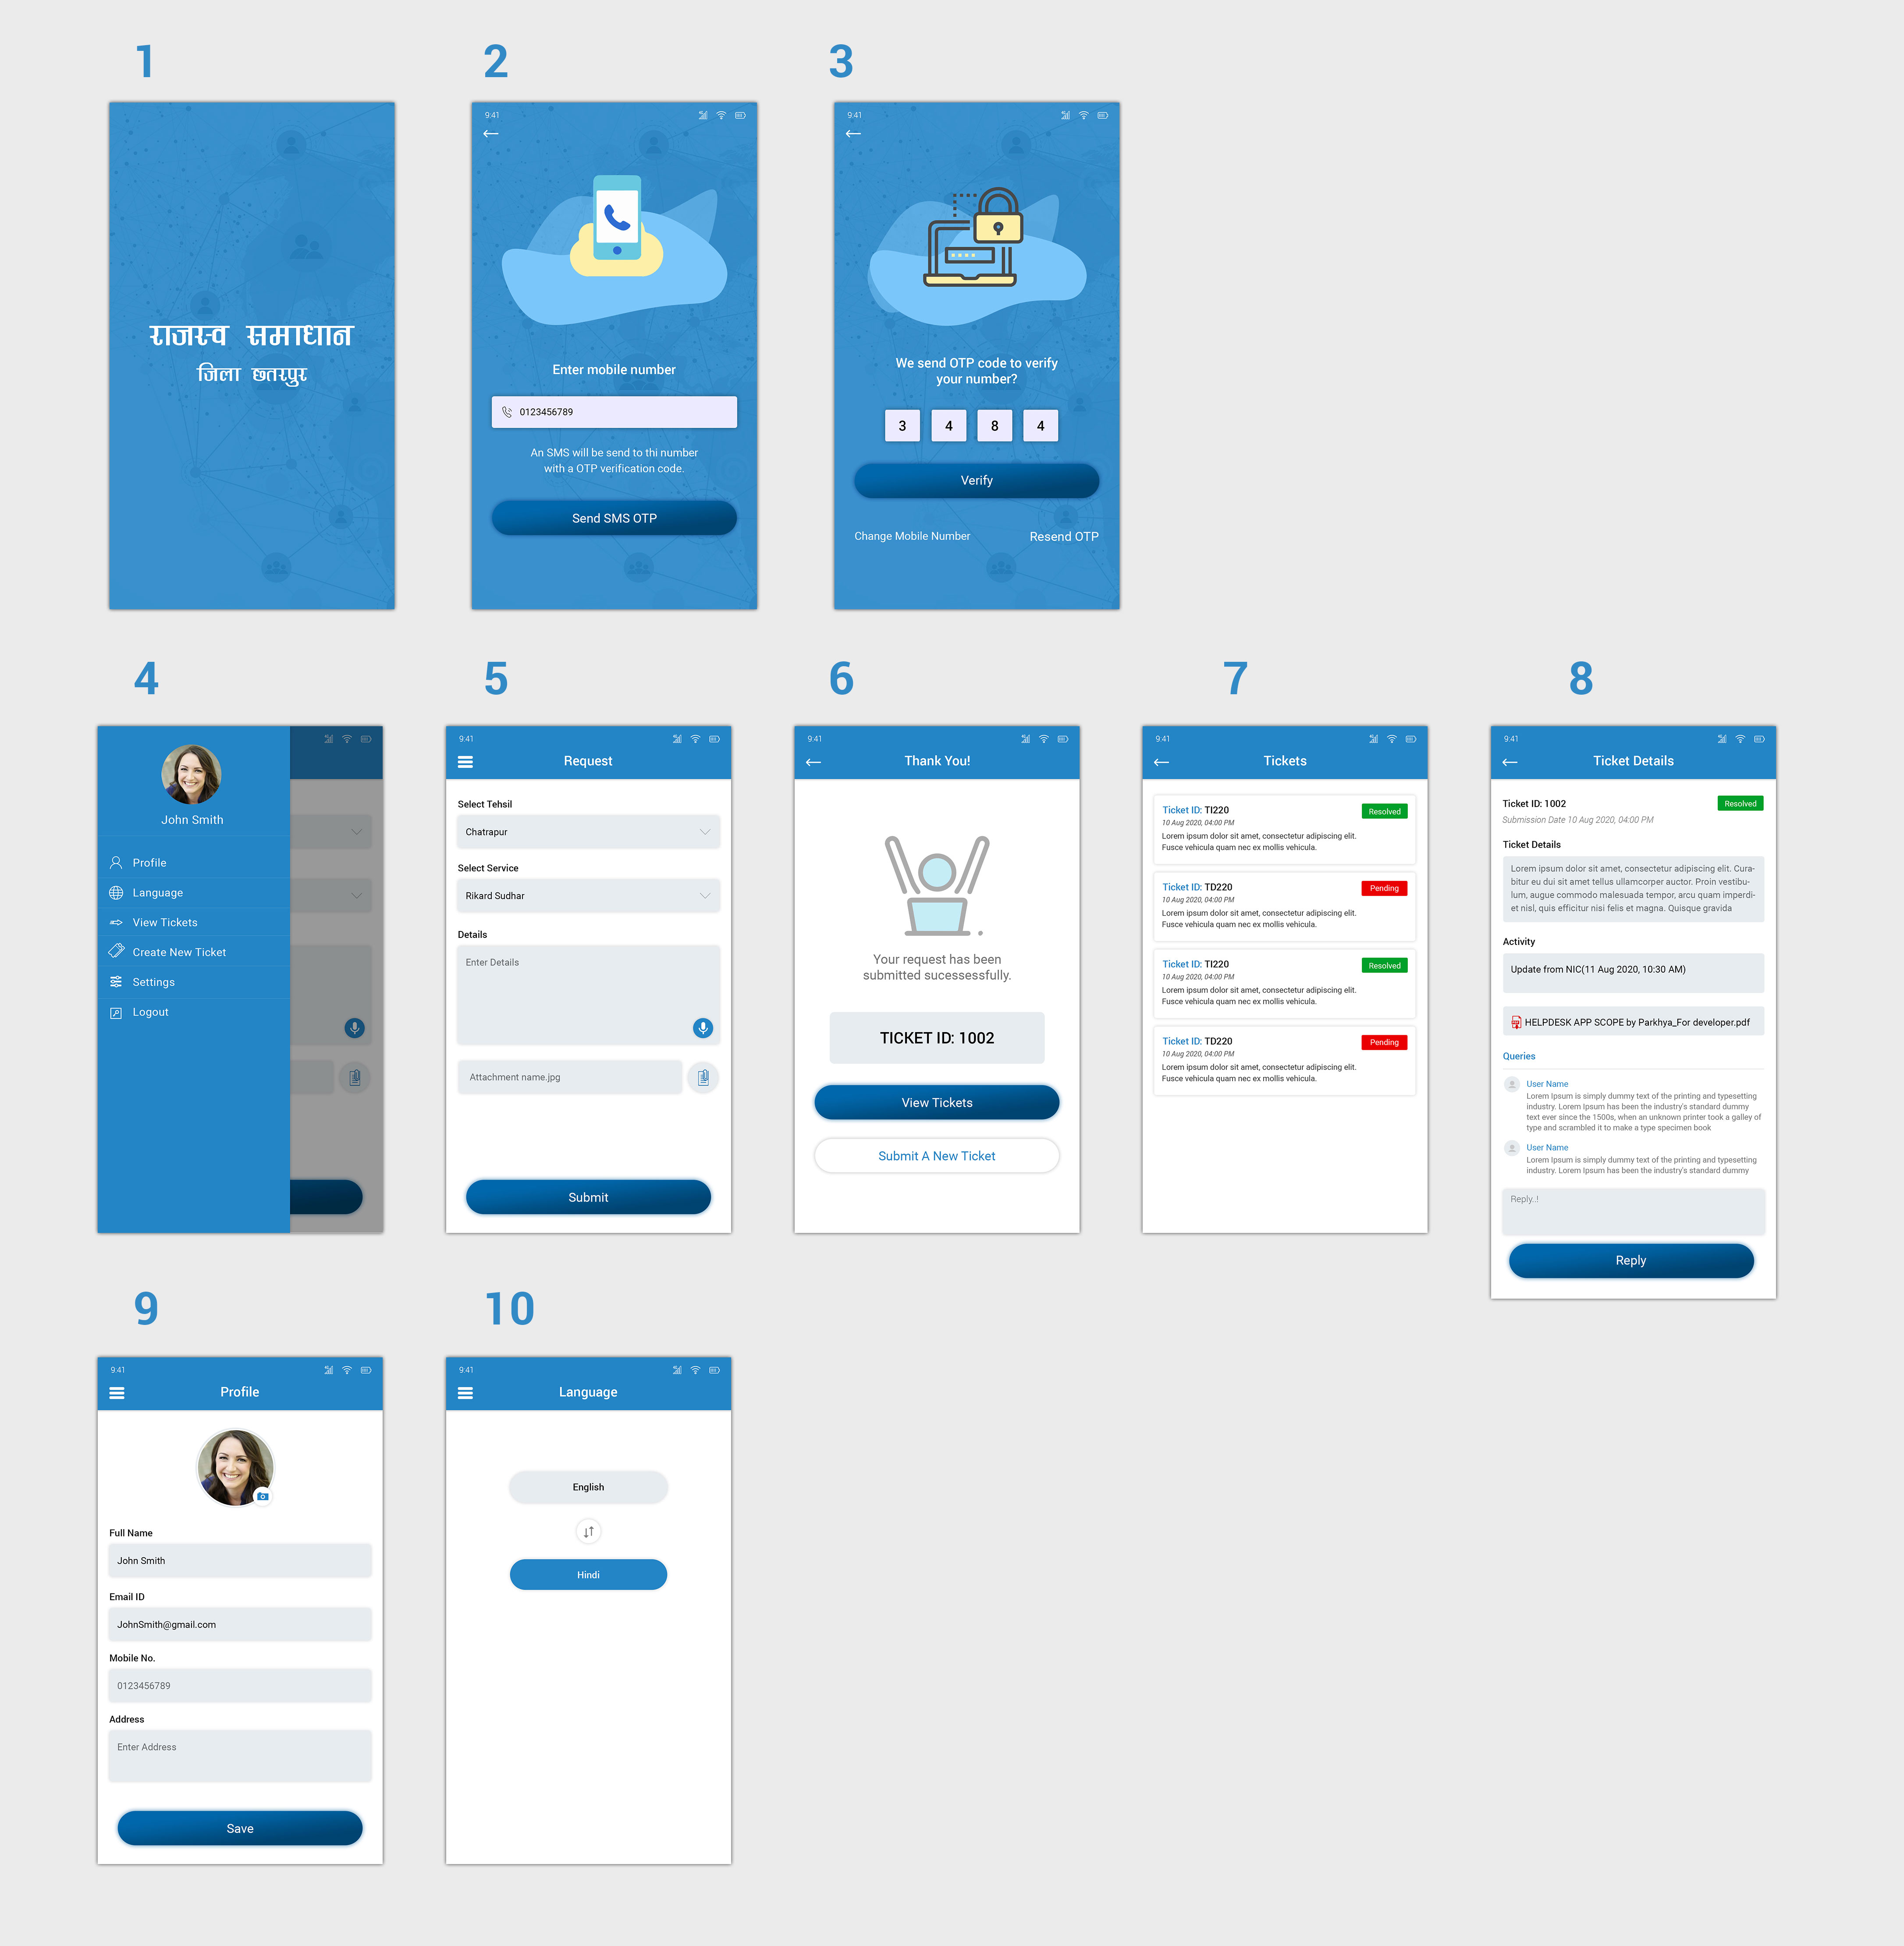 1
राजस्व समाधान
जिला छतरपुर
2
9:41
Enter mobile number
0123456789
An SMS will be send to thi number
with a OTP verification code.
Send SMS OTP
3
9:41
We send OTP code to verify
your number?
3 4 8 4
Verify
Change Mobile Number
Resend OTP
4
John Smith
Profile
Language
View Tickets
Create New Ticket
Settings
Logout
5
9:41
Request
Select Tehsil
Chatrapur
Select Service
Rikard Sudhar
Details
Enter Details
Attachment name.jpg
Submit
6
9:41
Thank You!
Your request has been
submitted sucessessfully.
TICKET ID: 1002
View Tickets
Submit A New Ticket
7
9:41
Tickets
Ticket ID: TI220
Resolved
10 Aug 2020, 04:00 PM
Lorem ipsum dolor sit amet, consectetur adipiscing elit.
Fusce vehicula quam nec ex mollis vehicula.
Ticket ID: TD220
Pending
10 Aug 2020, 04:00 PM
Lorem ipsum dolor sit amet, consectetur adipiscing elit.
Fusce vehicula quam nec ex mollis vehicula.
Ticket ID: TI220
Resolved
10 Aug 2020, 04:00 PM
Lorem ipsum dolor sit amet, consectetur adipiscing elit.
Fusce vehicula quam nec ex mollis vehicula.
Ticket ID: TD220
Pending
10 Aug 2020, 04:00 PM
Lorem ipsum dolor sit amet, consectetur adipiscing elit.
Fusce vehicula quam nec ex mollis vehicula.
8
9:41
Ticket Details
Ticket ID: 1002
Resolved
Submission Date 10 Aug 2020, 04:00 PM
Ticket Details
Lorem ipsum dolor sit amet, consectetur adipiscing elit. Cura-
bitur eu dui sit amet tellus ullamcorper auctor. Proin vestibu-
lum, augue commodo malesuada tempor, arcu quam imperdi-
et nisl, quis efficitur nisi felis et magna. Quisque gravida
Activity
Update from NIC(11 Aug 2020, 10:30 AM)
HELPDESK APP SCOPE by Parkhya_For developer.pdf
Queries
User Name
Lorem Ipsum is simply dummy text of the printing and typesetting
industry. Lorem Ipsum has been the industry's standard dummy
text ever since the 1500s, when an unknown printer took a galley of
type and scrambled it to make a type specimen book
User Name
Lorem Ipsum is simply dummy text of the printing and typesetting
industry. Lorem Ipsum has been the industry's standard dummy
Reply..!
Reply
9
9:41
Profile
Full Name
John Smith
Email ID
JohnSmith@gmail.com
Mobile No.
0123456789
Address
Enter Address
Save
10
9:41
Language
English
Hindi